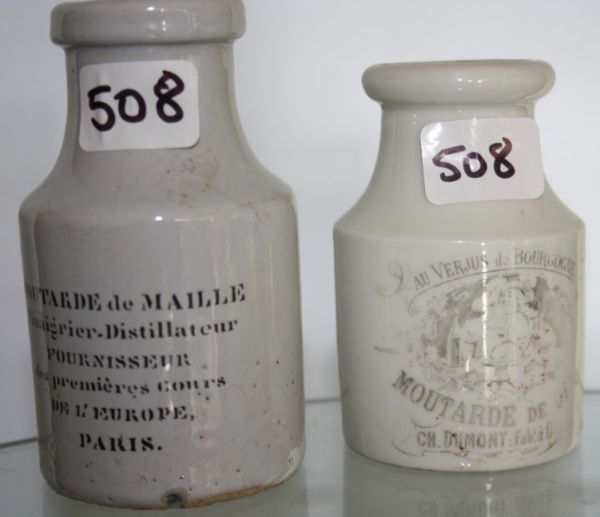 508
MOUTARDE de MAILLE
Vinaigrier-Distillateur
FOURNISSEUR
des premières cours
DE L'EUROPE,
PARIS.
508
AU VERJUS de BOURGOGNE
MOUTARDE DE
CH. DUMONT